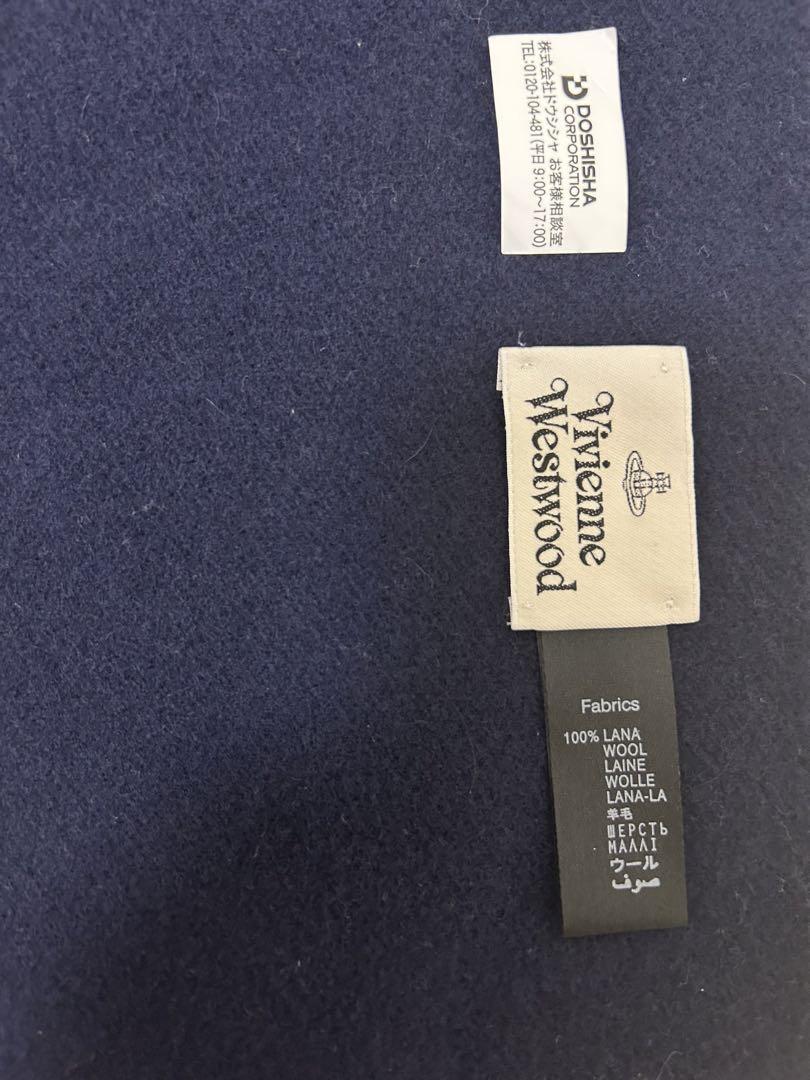 DOSHISHA
CORPORATION
株式会社ドウシシャ お客様相談室
TEL:0120-104-481(平日 9:00～17:00)
Vivienne
Westwood
Fabrics
100% LANA
WOOL
LAINE
WOLLE
LANA-LA
羊毛
ШЕРСТЬ
ΜΑΛΛΙ
ウール
صوف